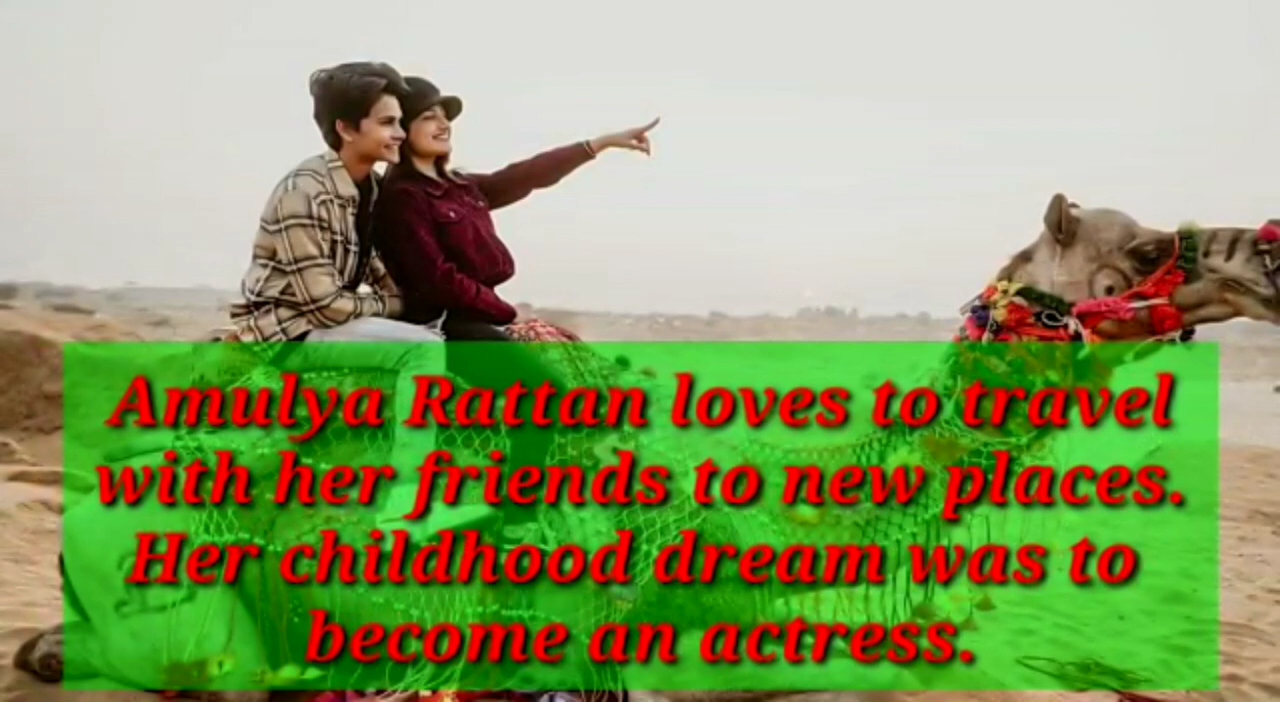 Amulya Rattan loves to travel
with her friends to new places.
Her childhood dream was to
become an actress.